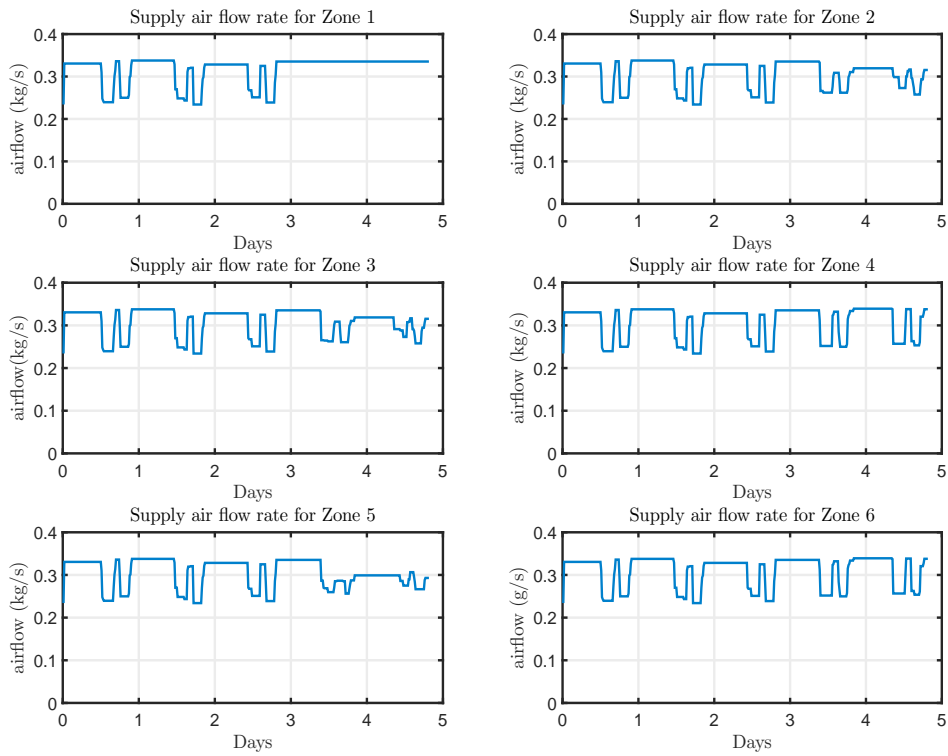 Supply air flow rate for Zone 1
0.4
0.3
0.2
0.1
0
airflow (kg/s)
0 1 2 3 4 5
Days
Supply air flow rate for Zone 2
0.4
0.3
0.2
0.1
0
airflow (kg/s)
0 1 2 3 4 5
Days
Supply air flow rate for Zone 3
0.4
0.3
0.2
0.1
0
airflow(kg/s)
0 1 2 3 4 5
Days
Supply air flow rate for Zone 4
0.4
0.3
0.2
0.1
0
airflow (kg/s)
0 1 2 3 4 5
Days
Supply air flow rate for Zone 5
0.4
0.3
0.2
0.1
0
airflow (kg/s)
0 1 2 3 4 5
Days
Supply air flow rate for Zone 6
0.4
0.3
0.2
0.1
0
airflow (g/s)
0 1 2 3 4 5
Days